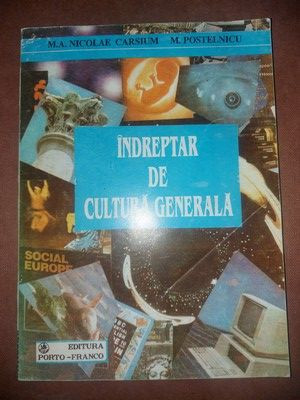 M.A. NICOLAE CARSIUM M. POSTELNICU
ÎNDREPTAR
DE
CULTURĂ GENERALĂ
SOCIAL
EUROPE
EDITURA
PORTO-FRANCO